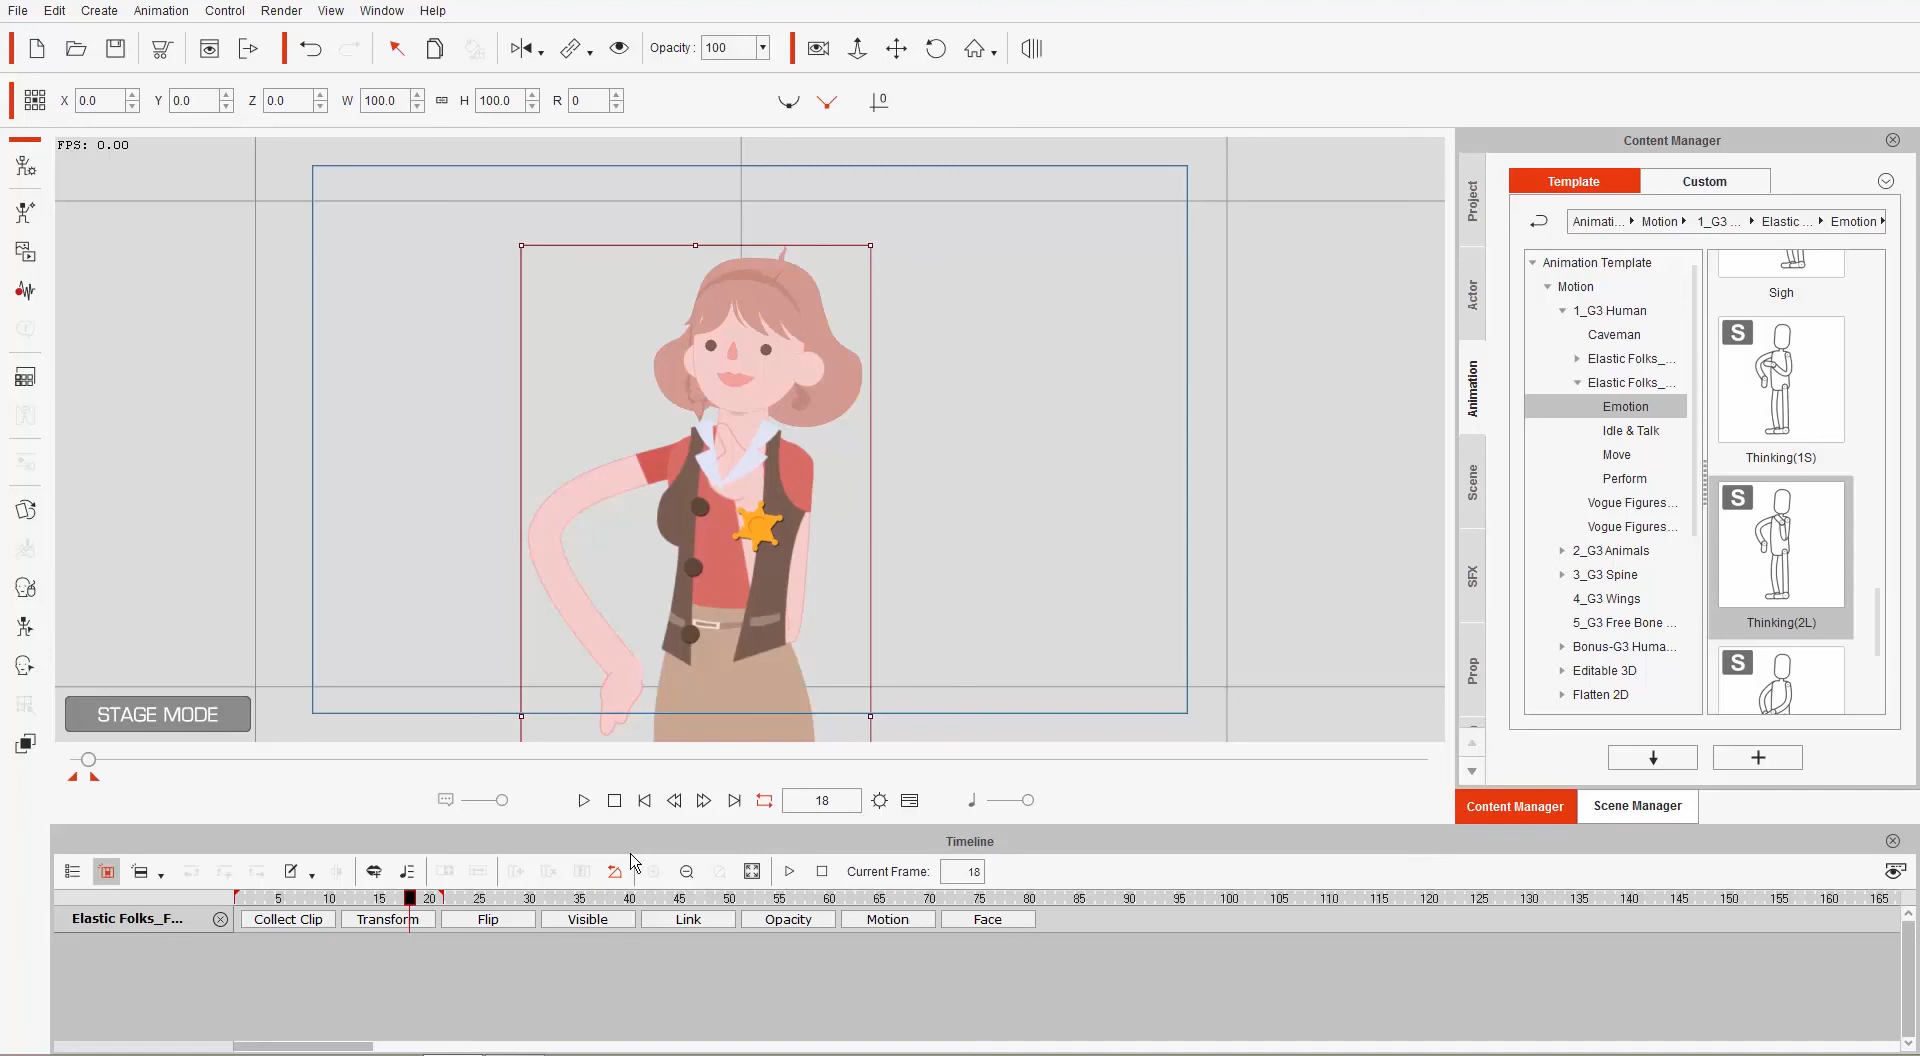 File Edit Create Animation Control Render View Window Help
Opacity : 100
X 0.0 Y 0.0 Z 0.0 W 100.0 H 100.0 R 0
0
FPS: 0.00
STAGE MODE
Content Manager
Template Custom
Animati... Motion 1_G3 ... Elastic ... Emotion
Project
Actor
Animation
Scene
SFX
Prop
Animation Template
Motion
1_G3 Human
Caveman
Elastic Folks_...
Elastic Folks_...
Emotion
Idle & Talk
Move
Perform
Vogue Figures...
Vogue Figures...
2_G3 Animals
3_G3 Spine
4_G3 Wings
5_G3 Free Bone ...
Bonus-G3 Huma...
Editable 3D
Flatten 2D
Sigh
S
Thinking(1S)
S
Thinking(2L)
S
Content Manager Scene Manager
18
Timeline
Current Frame: 18
5 10 15 20 25 30 35 40 45 50 55 60 65 70 75 80 85 90 95 100 105 110 115 120 125 130 135 140 145 150 155 160 165
Elastic Folks_F... Collect Clip Transform Flip Visible Link Opacity Motion Face